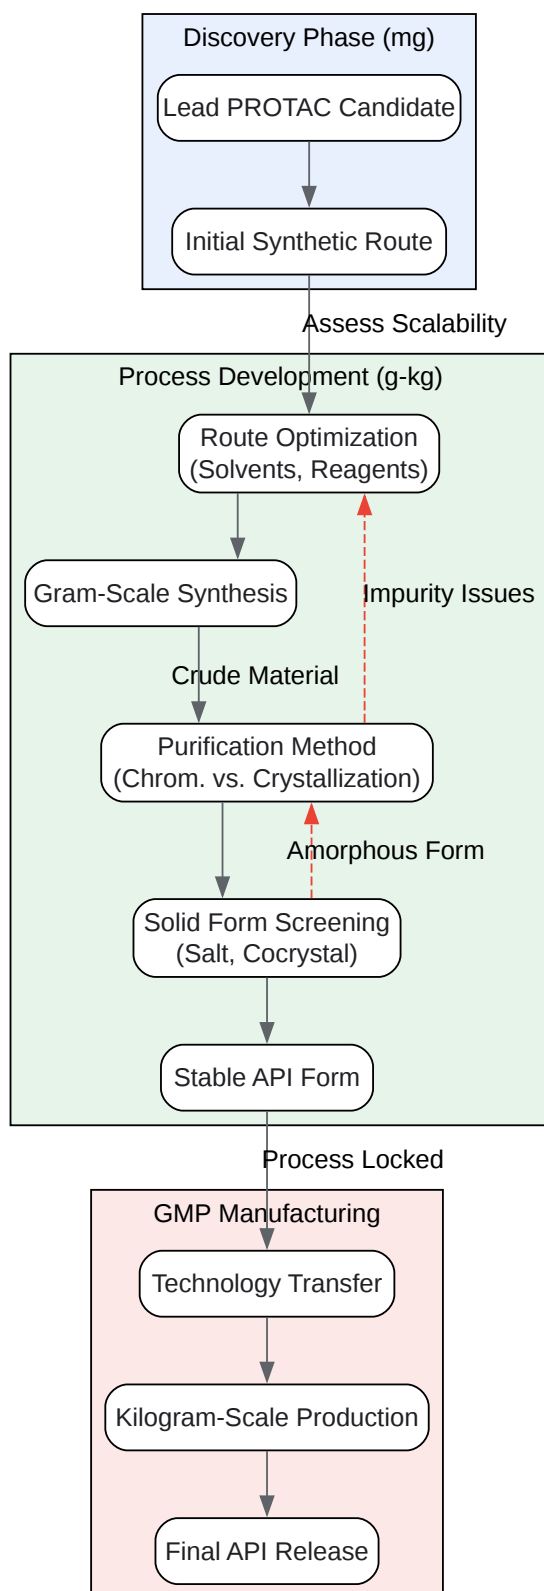 Discovery Phase (mg)
Lead PROTAC Candidate
Initial Synthetic Route
Assess Scalability
Process Development (g-kg)
Route Optimization
(Solvents, Reagents)
Gram-Scale Synthesis
Impurity Issues
Crude Material
Purification Method
(Chrom. vs. Crystallization)
Amorphous Form
Solid Form Screening
(Salt, Cocrystal)
Stable API Form
Process Locked
GMP Manufacturing
Technology Transfer
Kilogram-Scale Production
Final API Release